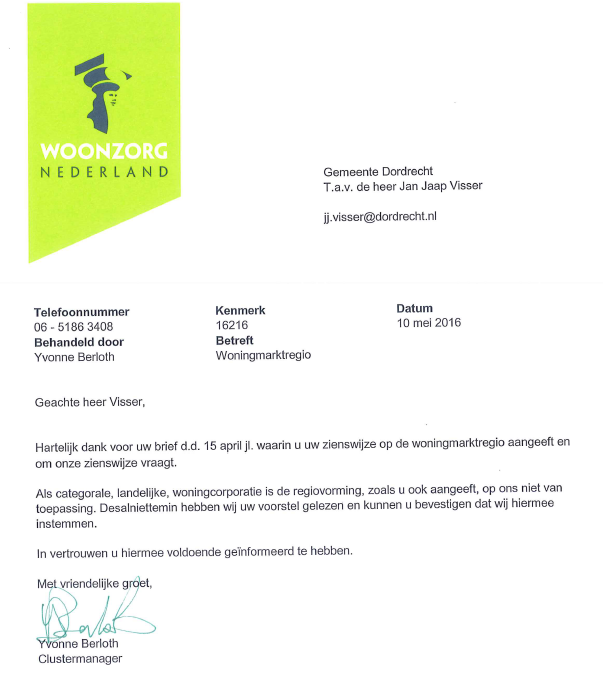 WOONZORG
NEDERLAND
Gemeente Dordrecht
T.a.v. de heer Jan Jaap Visser
jj.visser@dordrecht.nl
Telefoonnummer
06 - 5186 3408
Behandeld door
Yvonne Berloth
Kenmerk
16216
Betreft
Woningmarktregio
Datum
10 mei 2016
Geachte heer Visser,
Hartelijk dank voor uw brief d.d. 15 april jl. waarin u uw zienswijze op de woningmarktregio aangeeft en
om onze zienswijze vraagt.
Als categorale, landelijke, woningcorporatie is de regiovorming, zoals u ook aangeeft, op ons niet van
toepassing. Desalniettemin hebben wij uw voorstel gelezen en kunnen u bevestigen dat wij hiermee
instemmen.
In vertrouwen u hiermee voldoende geïnformeerd te hebben.
Met vriendelijke groet,
YBerloth
Yvonne Berloth
Clustermanager